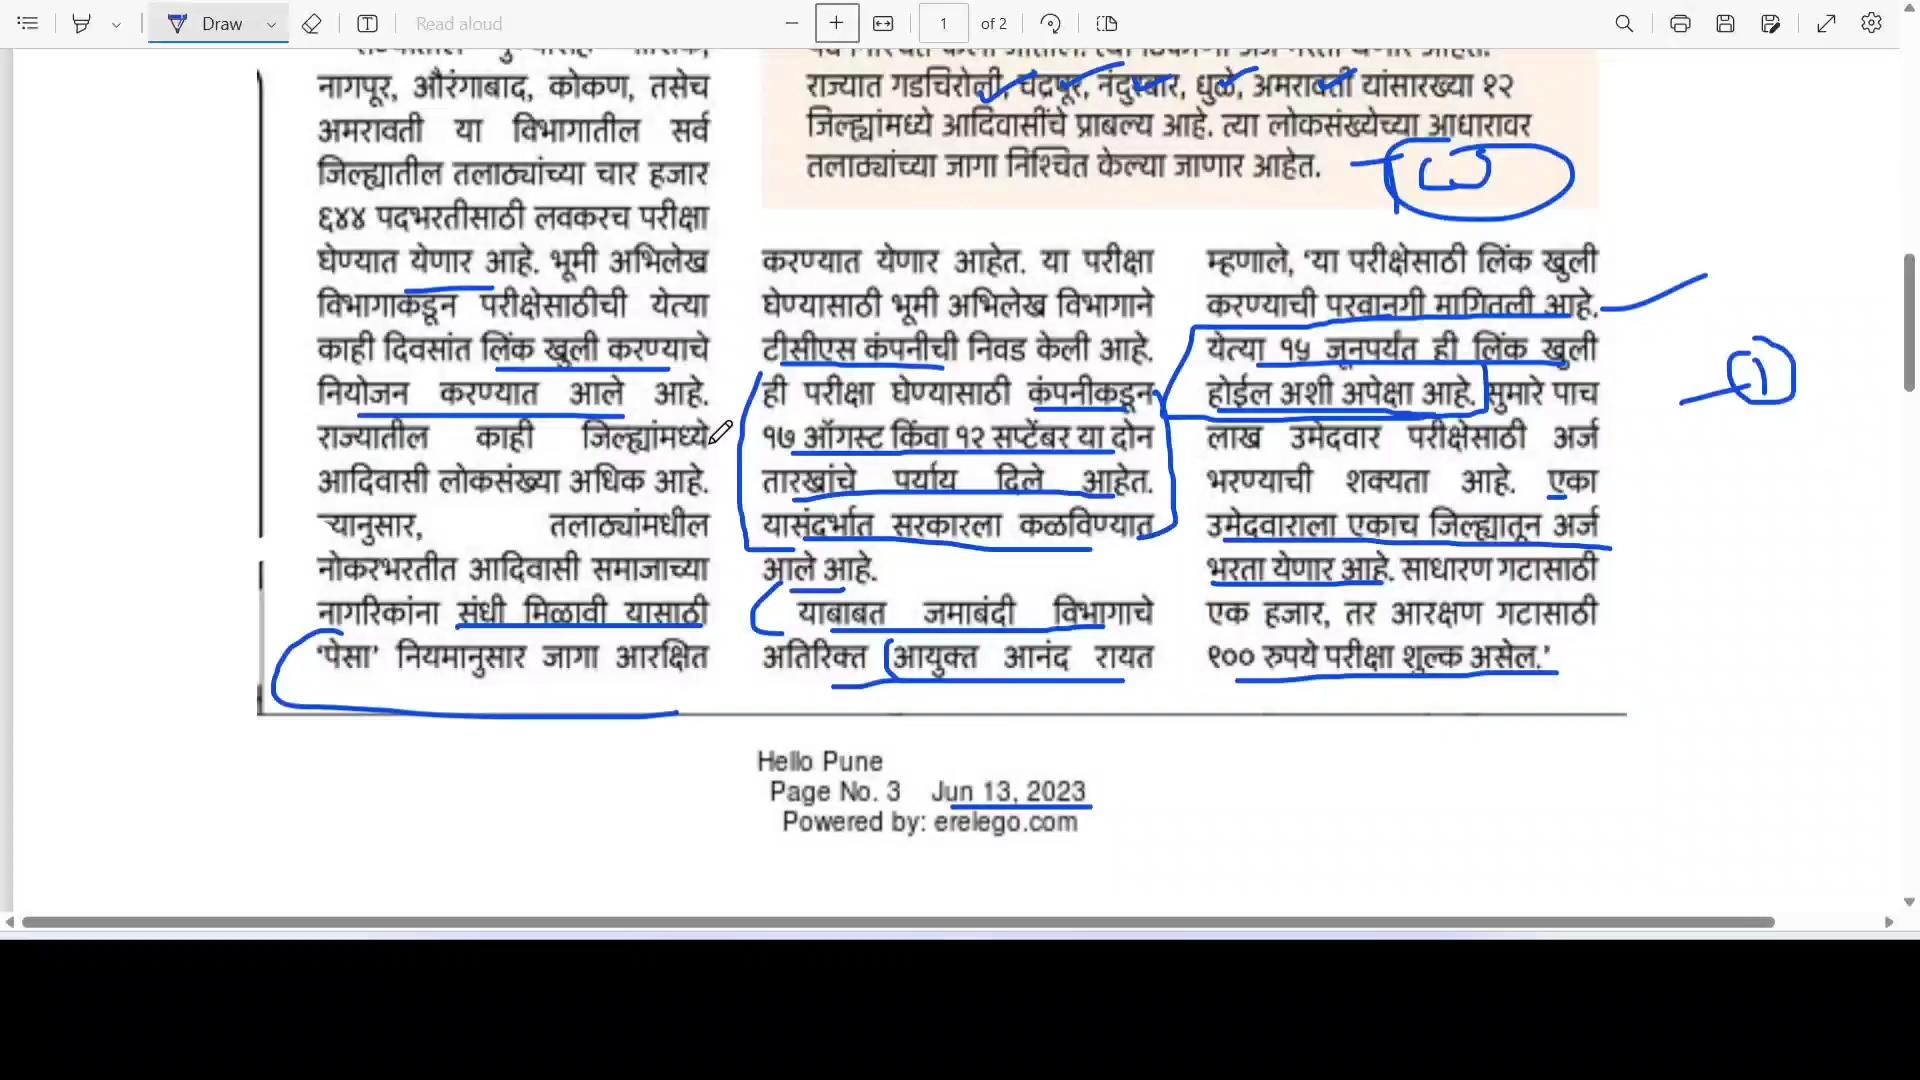 Draw
Read aloud
1
of 2
नागपूर, औरंगाबाद, कोकण, तसेच
अमरावती या विभागातील सर्व
जिल्ह्यातील तलाठ्यांच्या चार हजार
६४४ पदभरतीसाठी लवकरच परीक्षा
घेण्यात येणार आहे. भूमी अभिलेख
विभागाकडून परीक्षेसाठीची येत्या
काही दिवसांत लिंक खुली करण्याचे
नियोजन करण्यात आले आहे.
राज्यातील काही जिल्ह्यांमध्ये
आदिवासी लोकसंख्या अधिक आहे.
त्यानुसार, तलाठ्यांमधील
नोकरभरतीत आदिवासी समाजाच्या
नागरिकांना संधी मिळावी यासाठी
'पेसा' नियमानुसार जागा आरक्षित
राज्यात गडचिरोली, चंद्रपूर, नंदुरबार, धुळे, अमरावती यांसारख्या १२
जिल्ह्यांमध्ये आदिवासींचे प्राबल्य आहे. त्या लोकसंख्येच्या आधारावर
तलाठ्यांच्या जागा निश्चित केल्या जाणार आहेत.
करण्यात येणार आहेत. या परीक्षा
घेण्यासाठी भूमी अभिलेख विभागाने
टीसीएस कंपनीची निवड केली आहे.
ही परीक्षा घेण्यासाठी कंपनीकडून
१७ ऑगस्ट किंवा १२ सप्टेंबर या दोन
तारखांचे पर्याय दिले आहेत.
यासंदर्भात सरकारला कळविण्यात
आले आहे.
याबाबत जमाबंदी विभागाचे
अतिरिक्त आयुक्त आनंद रायत
म्हणाले, 'या परीक्षेसाठी लिंक खुली
करण्याची परवानगी मागितली आहे.
येत्या १५ जूनपर्यंत ही लिंक खुली
होईल अशी अपेक्षा आहे. सुमारे पाच
लाख उमेदवार परीक्षेसाठी अर्ज
भरण्याची शक्यता आहे. एका
उमेदवाराला एकाच जिल्ह्यातून अर्ज
भरता येणार आहे. साधारण गटासाठी
एक हजार, तर आरक्षण गटासाठी
९०० रुपये परीक्षा शुल्क असेल.'
Hello Pune
Page No. 3 Jun 13, 2023
Powered by: erelego.com